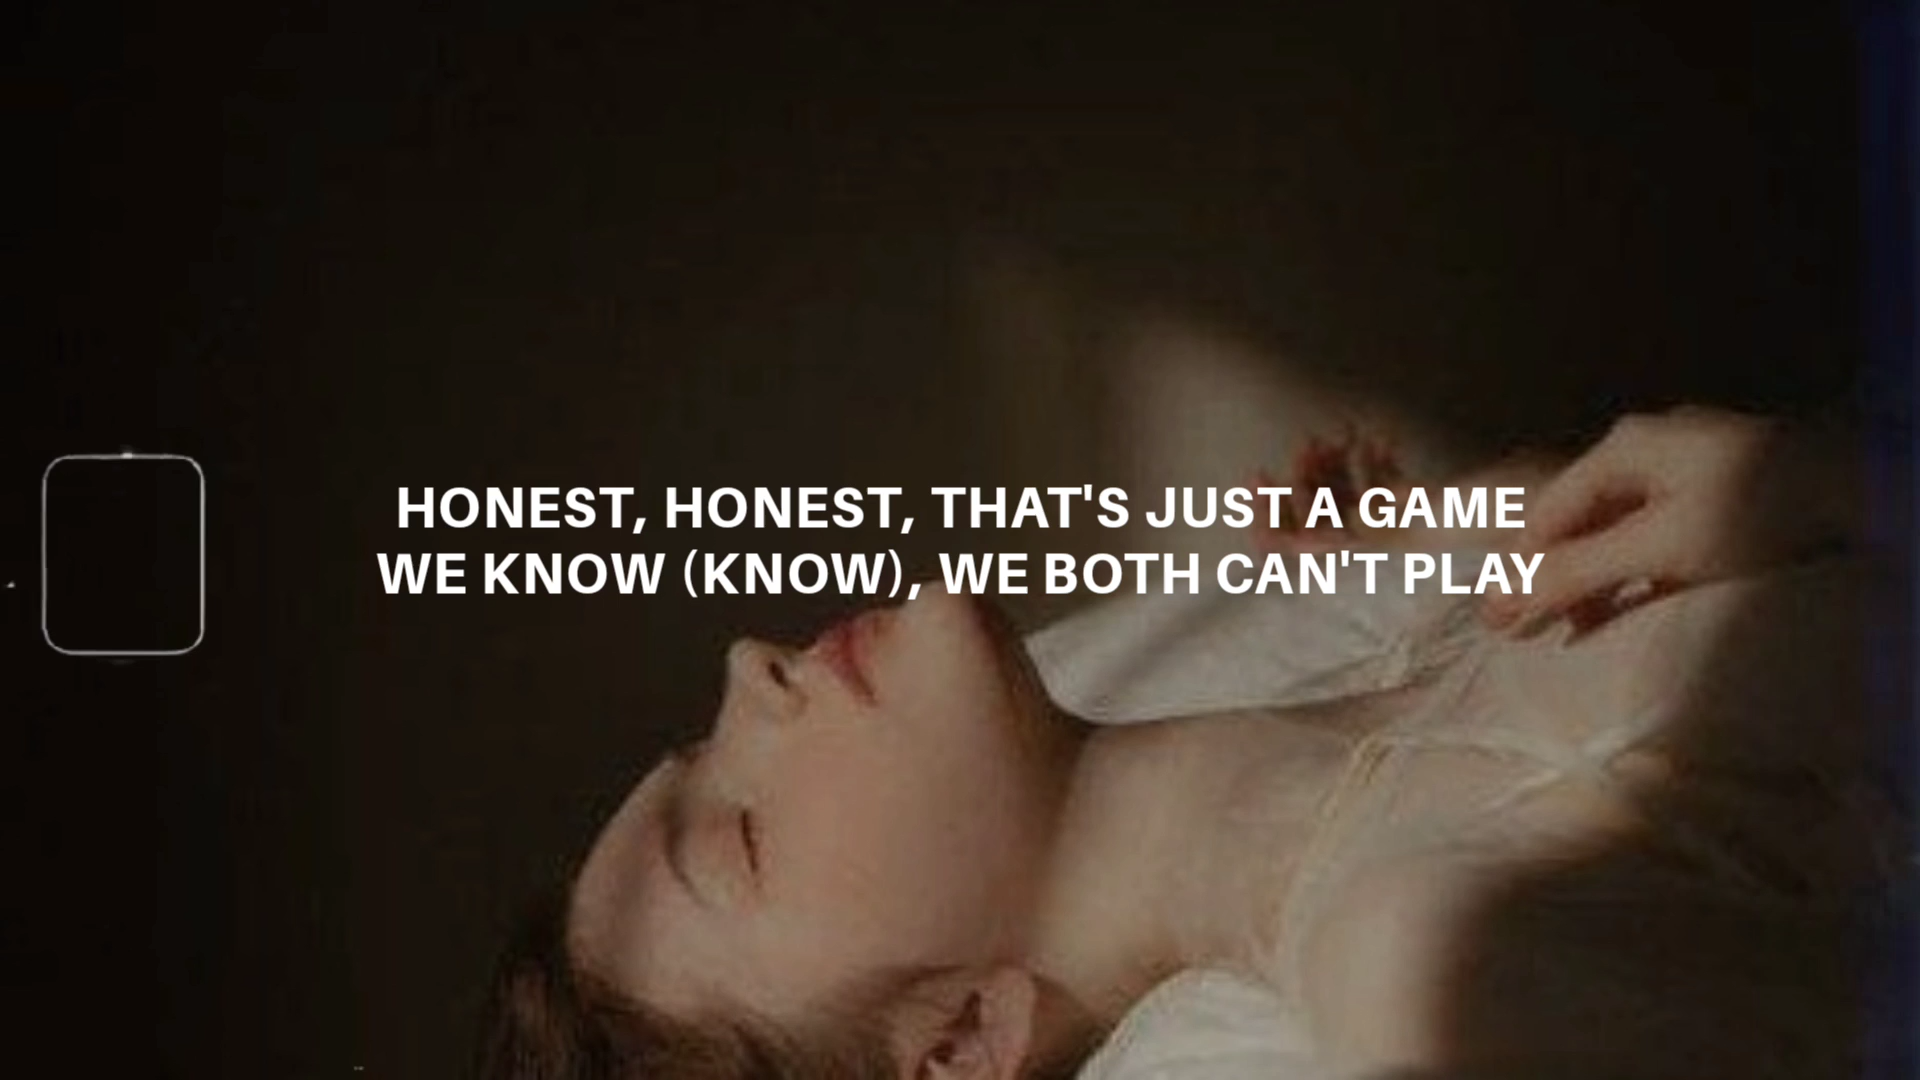 HONEST, HONEST, THAT'S JUST A GAME
WE KNOW (KNOW), WE BOTH CAN'T PLAY